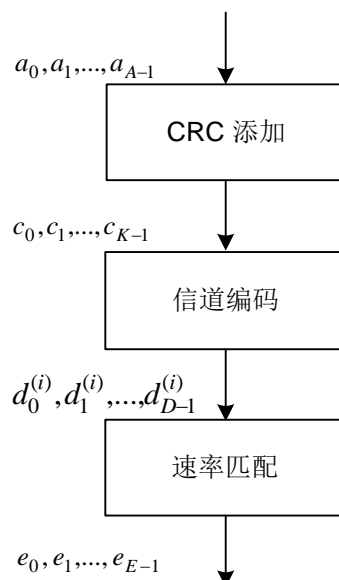 a_0, a_1, ..., a_{A-1}
CRC 添加
c_0, c_1, ..., c_{K-1}
信道编码
d_0^{(i)}, d_1^{(i)}, ..., d_{D-1}^{(i)}
速率匹配
e_0, e_1, ..., e_{E-1}